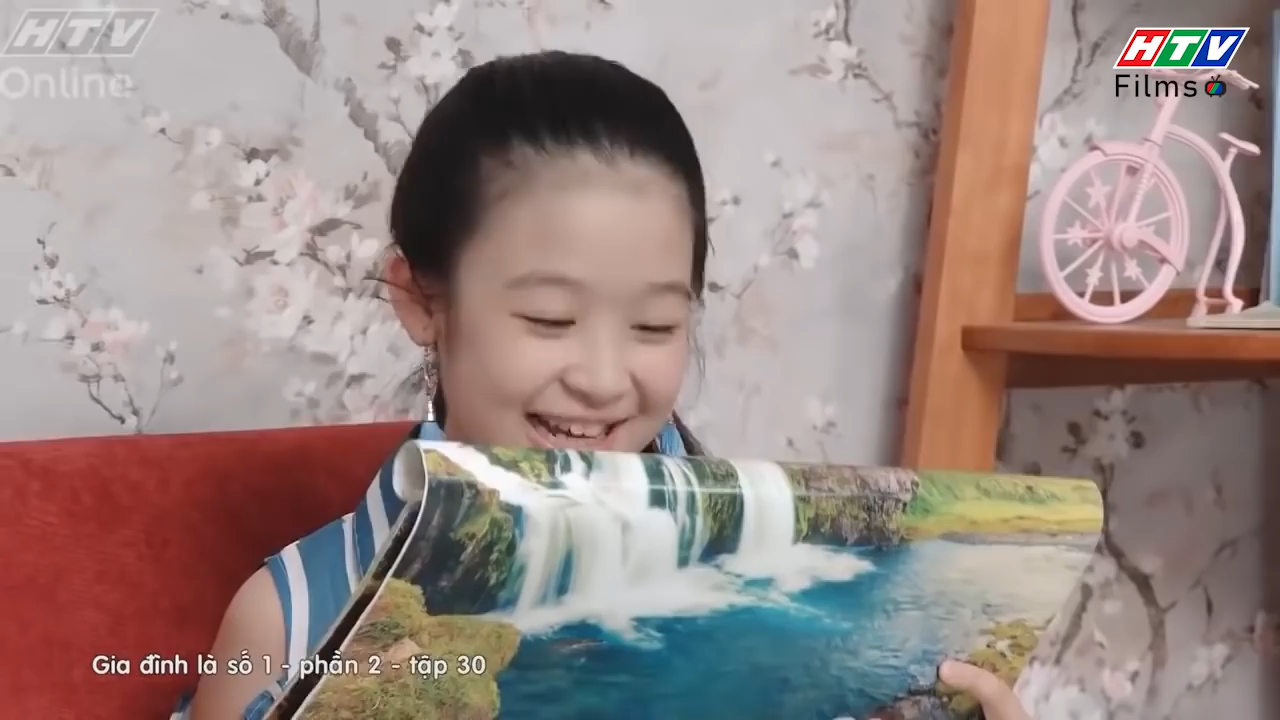 HTV
Online
HTV
Films
Gia đình là số 1 - phần 2 - tập 30